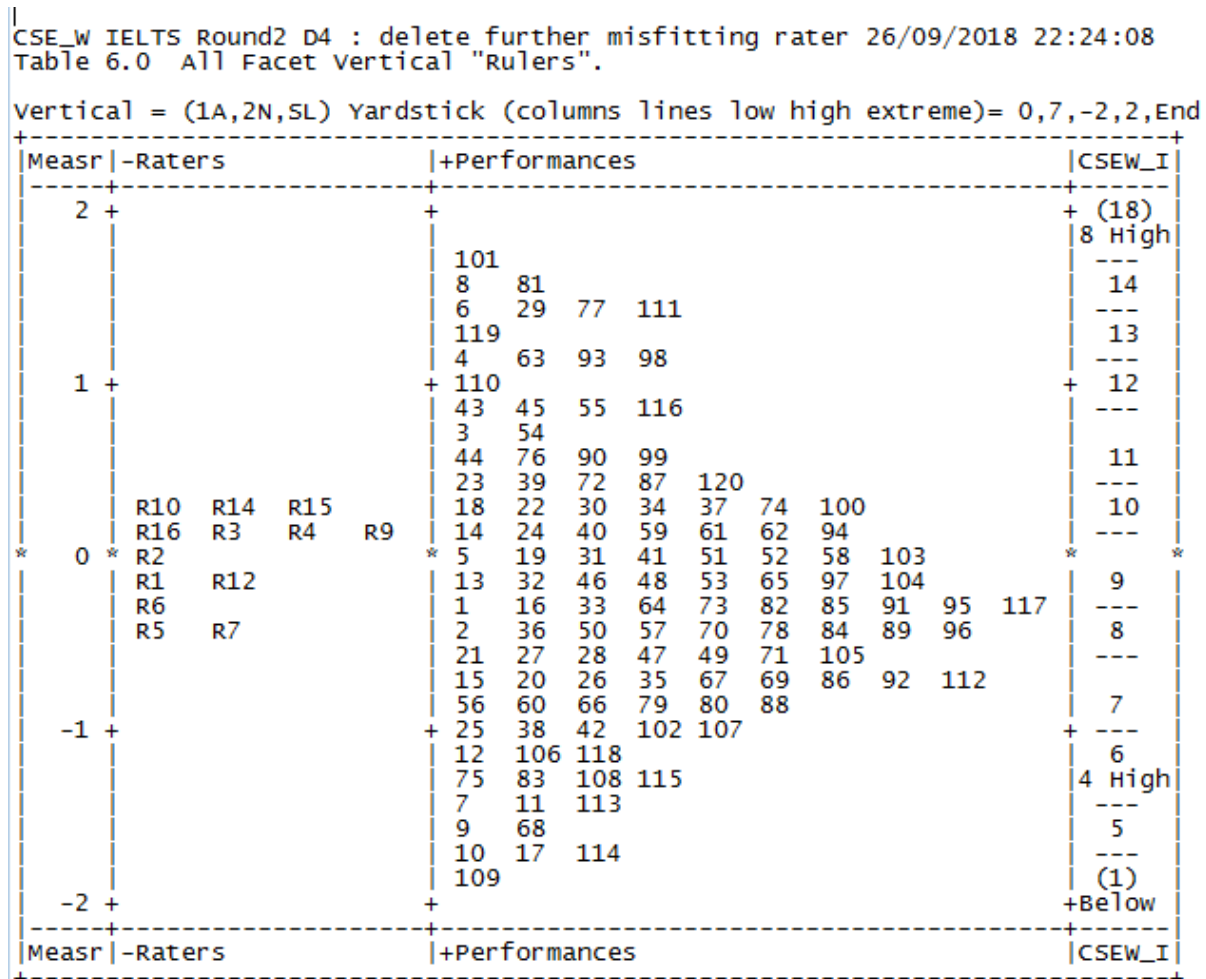 CSE_W IELTS Round2 D4 : delete further misfitting rater 26/09/2018 22:24:08
Table 6.0  All Facet Vertical "Rulers".
Vertical = (1A,2N,SL) Yardstick (columns lines low high extreme)= 0,7,-2,2,End
+-----------------------------------------------------------------------------+
|Measr|-Raters             |+Performances                             |CSEW_I|
|-----+--------------------+------------------------------------------+------|
|   2 +                    +                                          + (18) |
|     |                    |                                          |8 High|
|     |                    | 101                                      | ---  |
|     |                    | 8   81                                   |  14  |
|     |                    | 6   29  77  111                          | ---  |
|     |                    | 119                                      |  13  |
|     |                    | 4   63  93  98                           | ---  |
|   1 +                    + 110                                      +  12  |
|     |                    | 43  45  55  116                          | ---  |
|     |                    | 3   54                                   |      |
|     |                    | 44  76  90  99                           |  11  |
|     |                    | 23  39  72  87  120                      | ---  |
|     | R10  R14  R15      | 18  22  30  34  37  74  100              |  10  |
|     | R16  R3   R4   R9  | 14  24  40  59  61  62  94               | ---  |
*   0 * R2                 * 5   19  31  41  51  52  58  103          *      *
|     | R1   R12           | 13  32  46  48  53  65  97  104          |  9   |
|     | R6                 | 1   16  33  64  73  82  85  91  95  117  | ---  |
|     | R5   R7            | 2   36  50  57  70  78  84  89  96       |  8   |
|     |                    | 21  27  28  47  49  71  105              | ---  |
|     |                    | 15  20  26  35  67  69  86  92  112      |      |
|     |                    | 56  60  66  79  80  88                   |  7   |
|  -1 +                    + 25  38  42  102 107                      + ---  |
|     |                    | 12  106 118                              |  6   |
|     |                    | 75  83  108 115                          |4 High|
|     |                    | 7   11  113                              | ---  |
|     |                    | 9   68                                   |  5   |
|     |                    | 10  17  114                              | ---  |
|     |                    | 109                                      | (1)  |
|  -2 +                    +                                          +Below |
|-----+--------------------+------------------------------------------+------|
|Measr|-Raters             |+Performances                             |CSEW_I|
+-----------------------------------------------------------------------------+